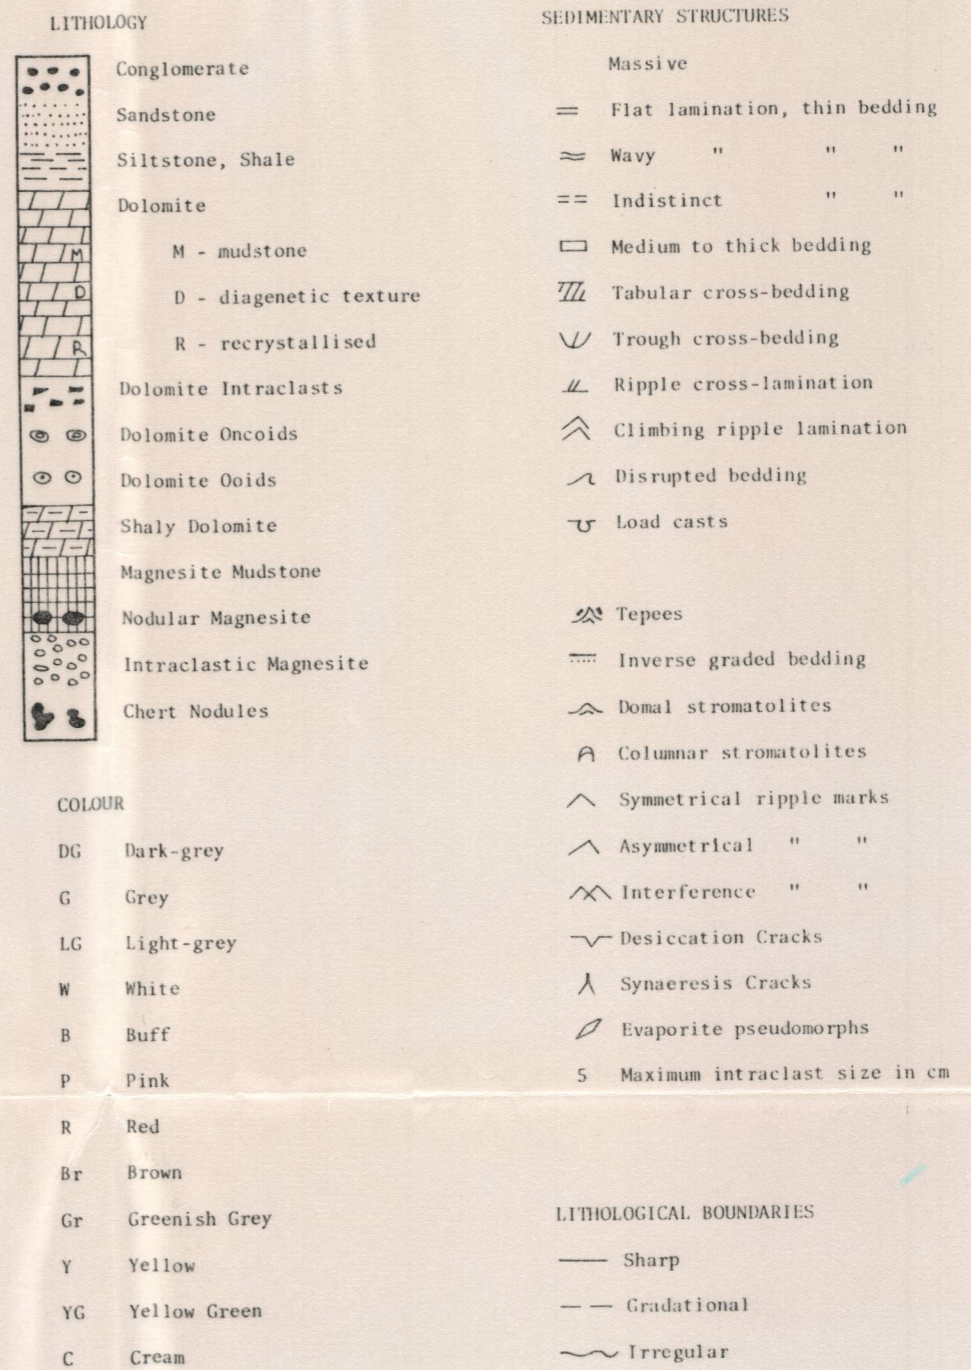 LITHOLOGY
Conglomerate
Sandstone
Siltstone, Shale
Dolomite
M - mudstone
D - diagenetic texture
R - recrystallised
Dolomite Intraclasts
Dolomite Oncoids
Dolomite Ooids
Shaly Dolomite
Magnesite Mudstone
Nodular Magnesite
Intraclastic Magnesite
Chert Nodules
M
D
R
COLOUR
DG Dark-grey
G Grey
LG Light-grey
W White
B Buff
P Pink
R Red
Br Brown
Gr Greenish Grey
Y Yellow
YG Yellow Green
C Cream
SEDIMENTARY STRUCTURES
Massive
Flat lamination, thin bedding
Wavy " " "
Indistinct " "
Medium to thick bedding
Tabular cross-bedding
Trough cross-bedding
Ripple cross-lamination
Climbing ripple lamination
Disrupted bedding
Load casts
Tepees
Inverse graded bedding
Domal stromatolites
Columnar stromatolites
Symmetrical ripple marks
Asymmetrical " "
Interference " "
Desiccation Cracks
Synaeresis Cracks
Evaporite pseudomorphs
5 Maximum intraclast size in cm
LITHOLOGICAL BOUNDARIES
Sharp
Gradational
Irregular